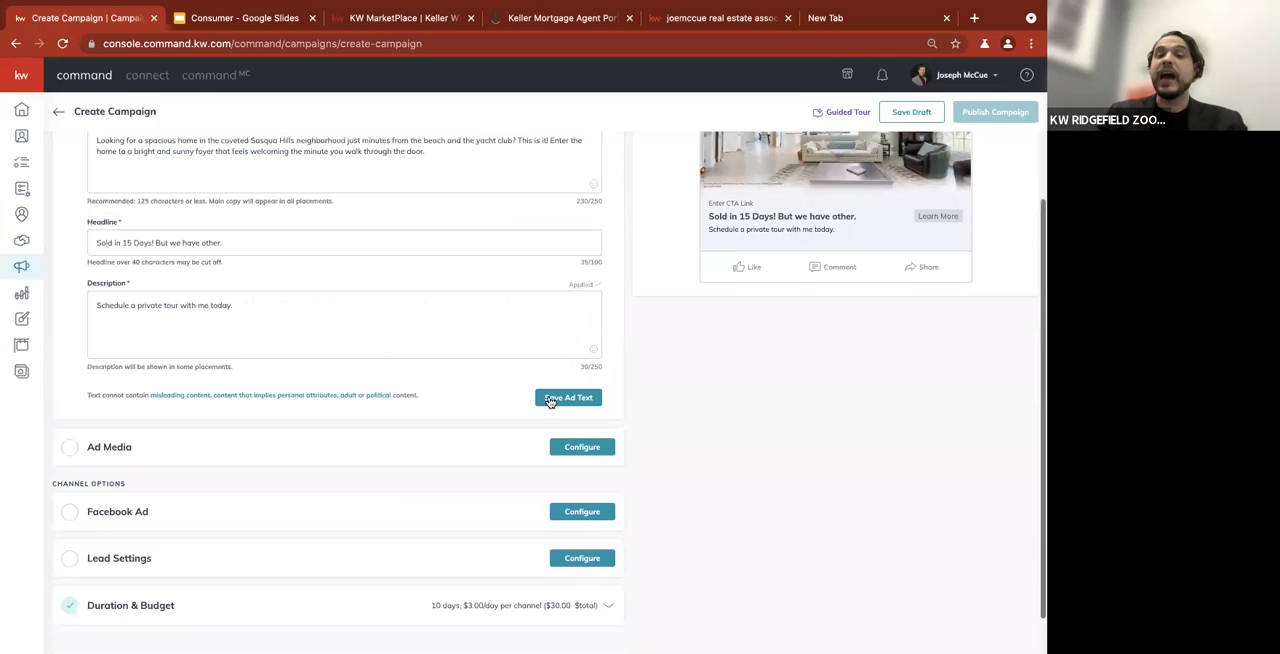 Create Campaign | Campai
Consumer - Google Slides
KW MarketPlace | Keller W
Keller Mortgage Agent Por
kw joemccue real estate assoc
New Tab
console.command.kw.com/command/campaigns/create-campaign
kw command connect command MC
Joseph McCue
KW RIDGEFIELD ZOO...
Create Campaign
Guided Tour
Save Draft
Publish Campaign
Looking for a spacious home in the coveted Sasqua Hills neighborhood just minutes from the beach and the yacht club? This is it! Enter the
home to a bright and sunny foyer that feels welcoming the minute you walk through the door.
Recommended: 125 characters or less. Main copy will appear in all placements.
230/250
Headline *
Sold in 15 Days! But we have other.
Headline over 40 characters may be cut off.
35/100
Description *
Applied
Schedule a private tour with me today.
Description will be shown in some placements.
39/250
Text cannot contain misleading content, content that implies personal attributes, adult or political content.
Save Ad Text
Ad Media
Configure
CHANNEL OPTIONS
Facebook Ad
Configure
Lead Settings
Configure
Duration & Budget
10 days, $3.00/day per channel ($30.00 $total)
Enter CTA Link
Sold in 15 Days! But we have other.
Schedule a private tour with me today.
Learn More
Like
Comment
Share